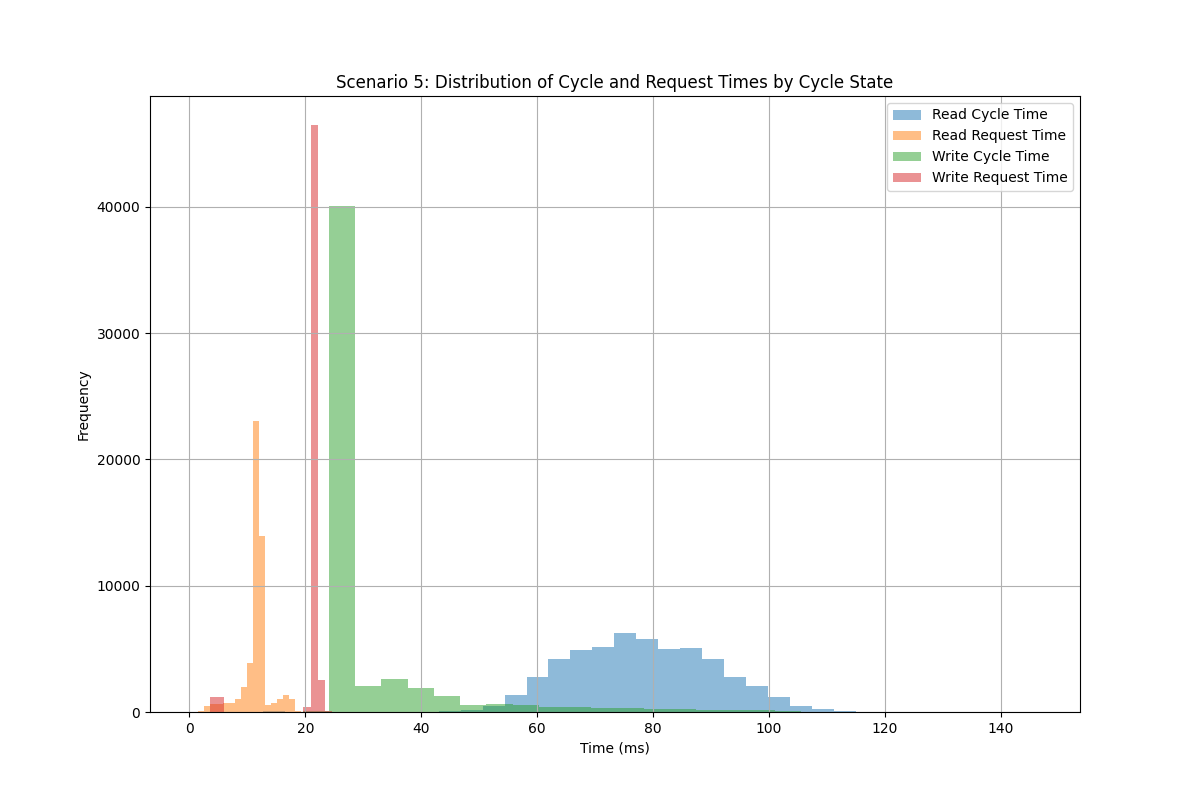 Scenario 5: Distribution of Cycle and Request Times by Cycle State
Read Cycle Time
Read Request Time
Write Cycle Time
Write Request Time
Frequency
40000
30000
20000
10000
0
0 20 40 60 80 100 120 140
Time (ms)